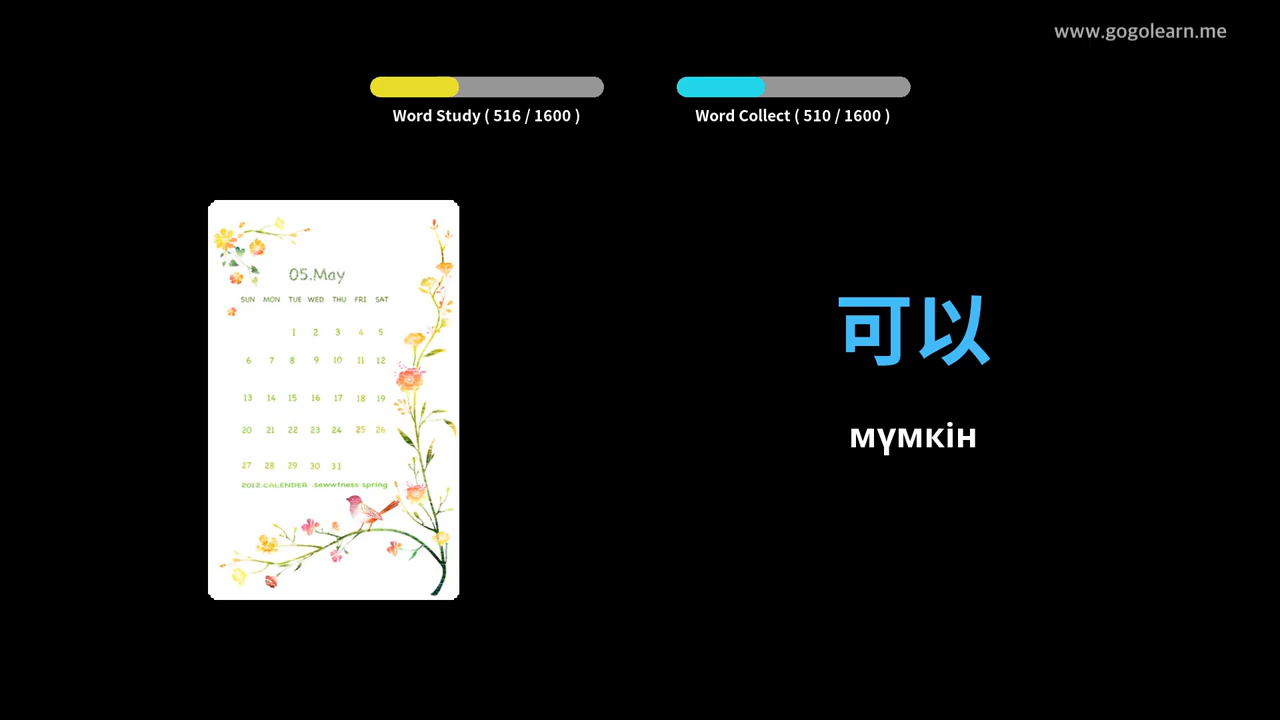 www.gogolearn.me
Word Study ( 516 / 1600 )
Word Collect ( 510 / 1600 )
05.May
SUN MON TUE WED THU FRI SAT
1 2 3 4 5
6 7 8 9 10 11 12
13 14 15 16 17 18 19
20 21 22 23 24 25 26
27 28 29 30 31
2012.CALENDER .sewwtness spring
可以
мүмкін